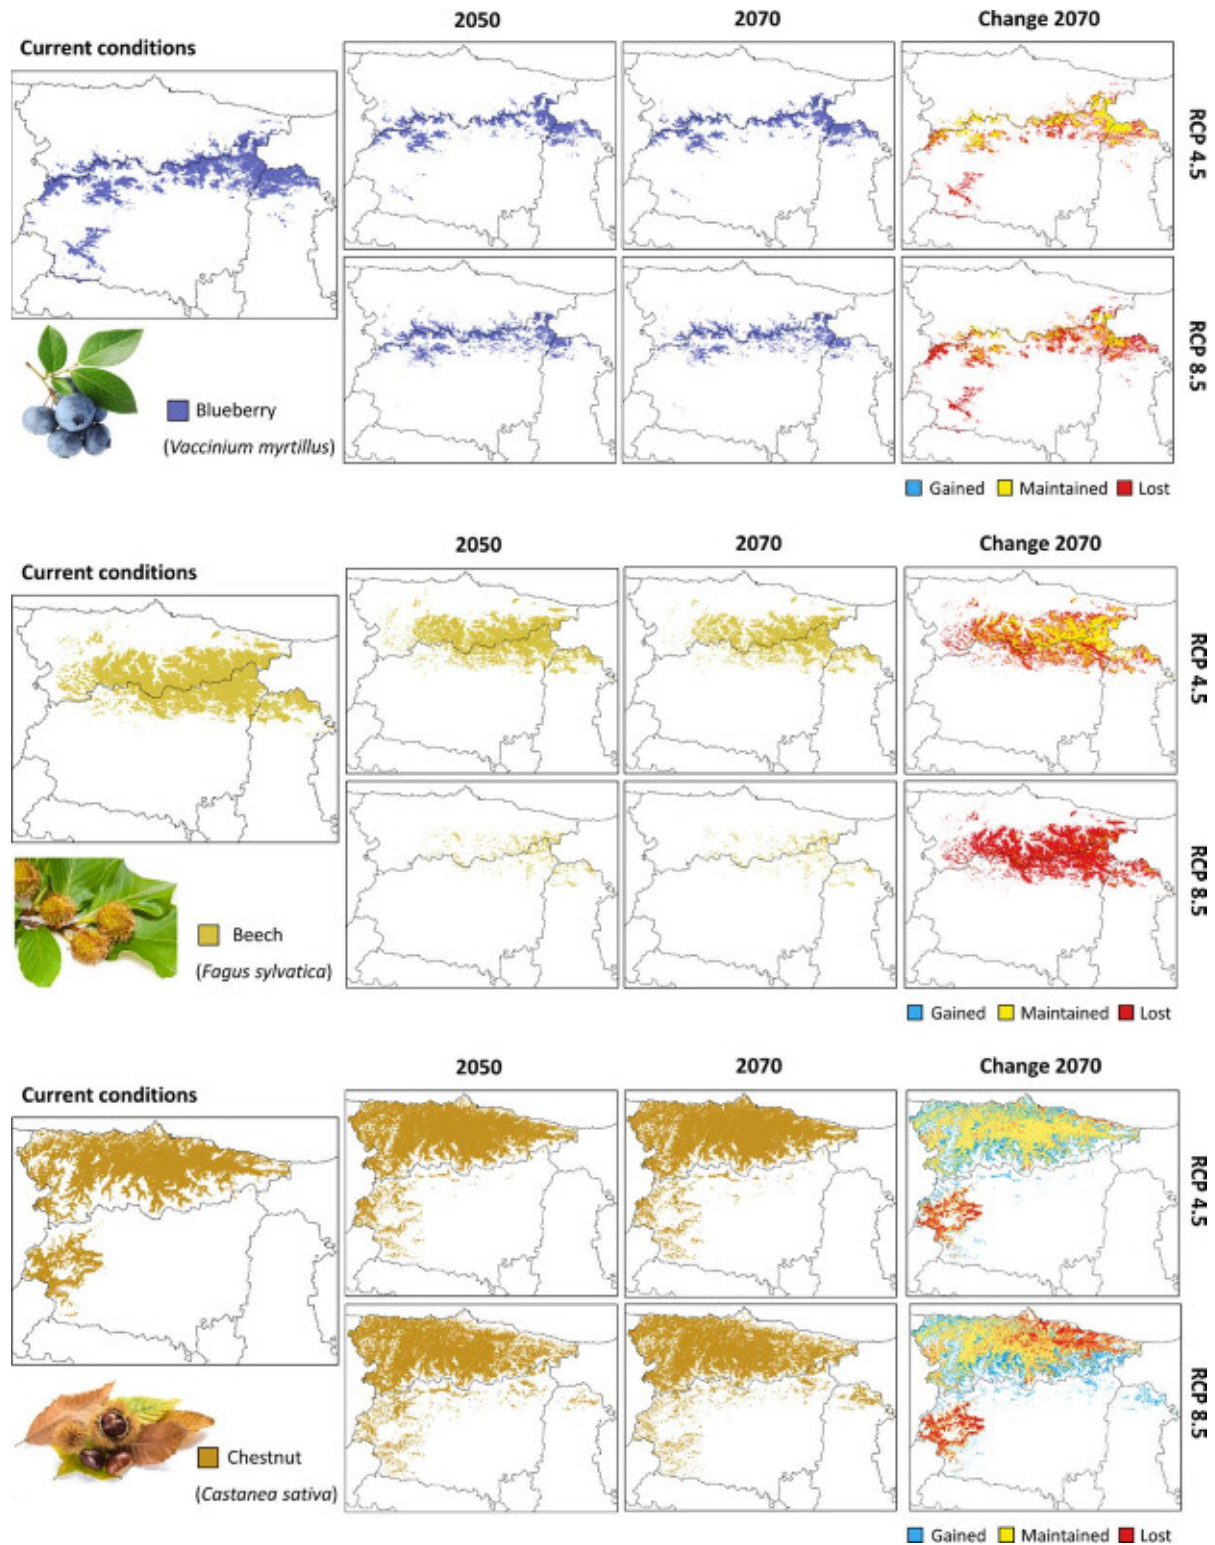 2050 2070 Change 2070
Current conditions
RCP 4.5
RCP 8.5
Blueberry
(Vaccinium myrtillus)
Gained Maintained Lost
2050 2070 Change 2070
Current conditions
RCP 4.5
RCP 8.5
Beech
(Fagus sylvatica)
Gained Maintained Lost
2050 2070 Change 2070
Current conditions
RCP 4.5
RCP 8.5
Chestnut
(Castanea sativa)
Gained Maintained Lost